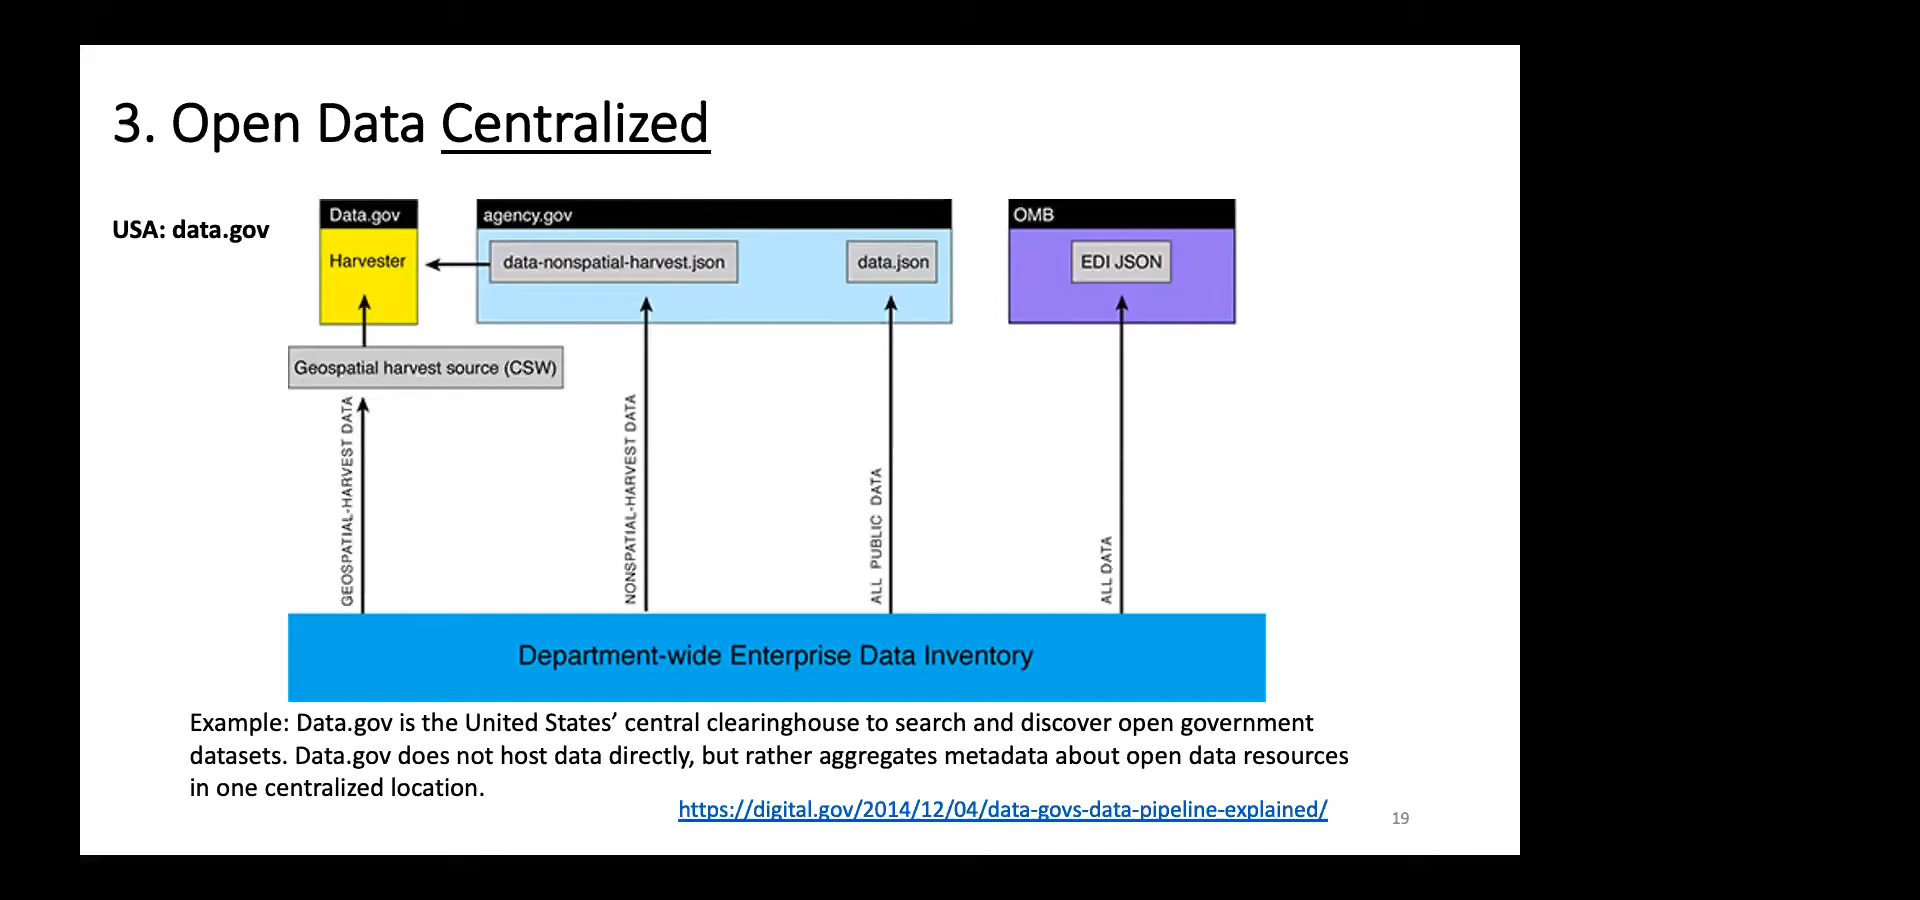 3. Open Data Centralized
USA: data.gov
Data.gov
Harvester
agency.gov
data-nonspatial-harvest.json
data.json
OMB
EDI JSON
Geospatial harvest source (CSW)
GEOSPATIAL-HARVEST DATA
NONSPATIAL-HARVEST DATA
ALL PUBLIC DATA
ALL DATA
Department-wide Enterprise Data Inventory
Example: Data.gov is the United States’ central clearinghouse to search and discover open government
datasets. Data.gov does not host data directly, but rather aggregates metadata about open data resources
in one centralized location.
https://digital.gov/2014/12/04/data-govs-data-pipeline-explained/
19